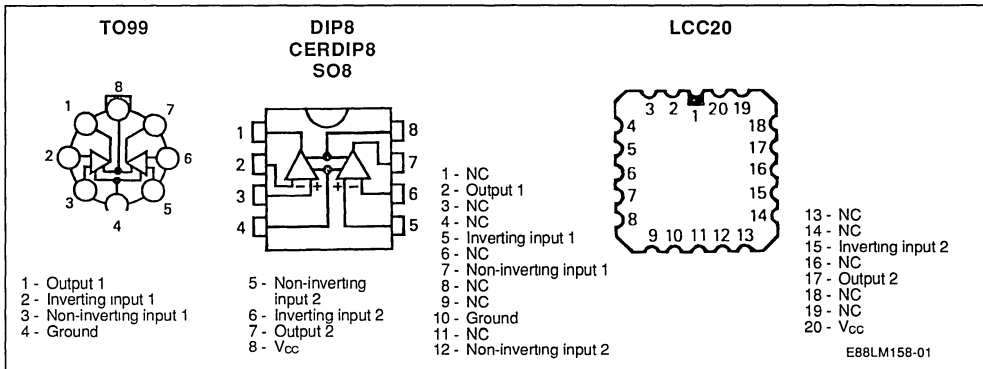 TO99
8
1
7
2
6
3
5
4
1 - Output 1
2 - Inverting input 1
3 - Non-inverting input 1
4 - Ground
DIP8
CERDIP8
SO8
1
8
2
7
3
6
4
5
- +
+ -
5 - Non-inverting
input 2
6 - Inverting input 2
7 - Output 2
8 - Vcc
1 - NC
2 - Output 1
3 - NC
4 - NC
5 - Inverting input 1
6 - NC
7 - Non-inverting input 1
8 - NC
9 - NC
10 - Ground
11 - NC
12 - Non-inverting input 2
LCC20
3 2 1 20 19
4
18
5
17
6
16
7
15
8
14
9 10 11 12 13
13 - NC
14 - NC
15 - Inverting input 2
16 - NC
17 - Output 2
18 - NC
19 - NC
20 - Vcc
E88LM158-01